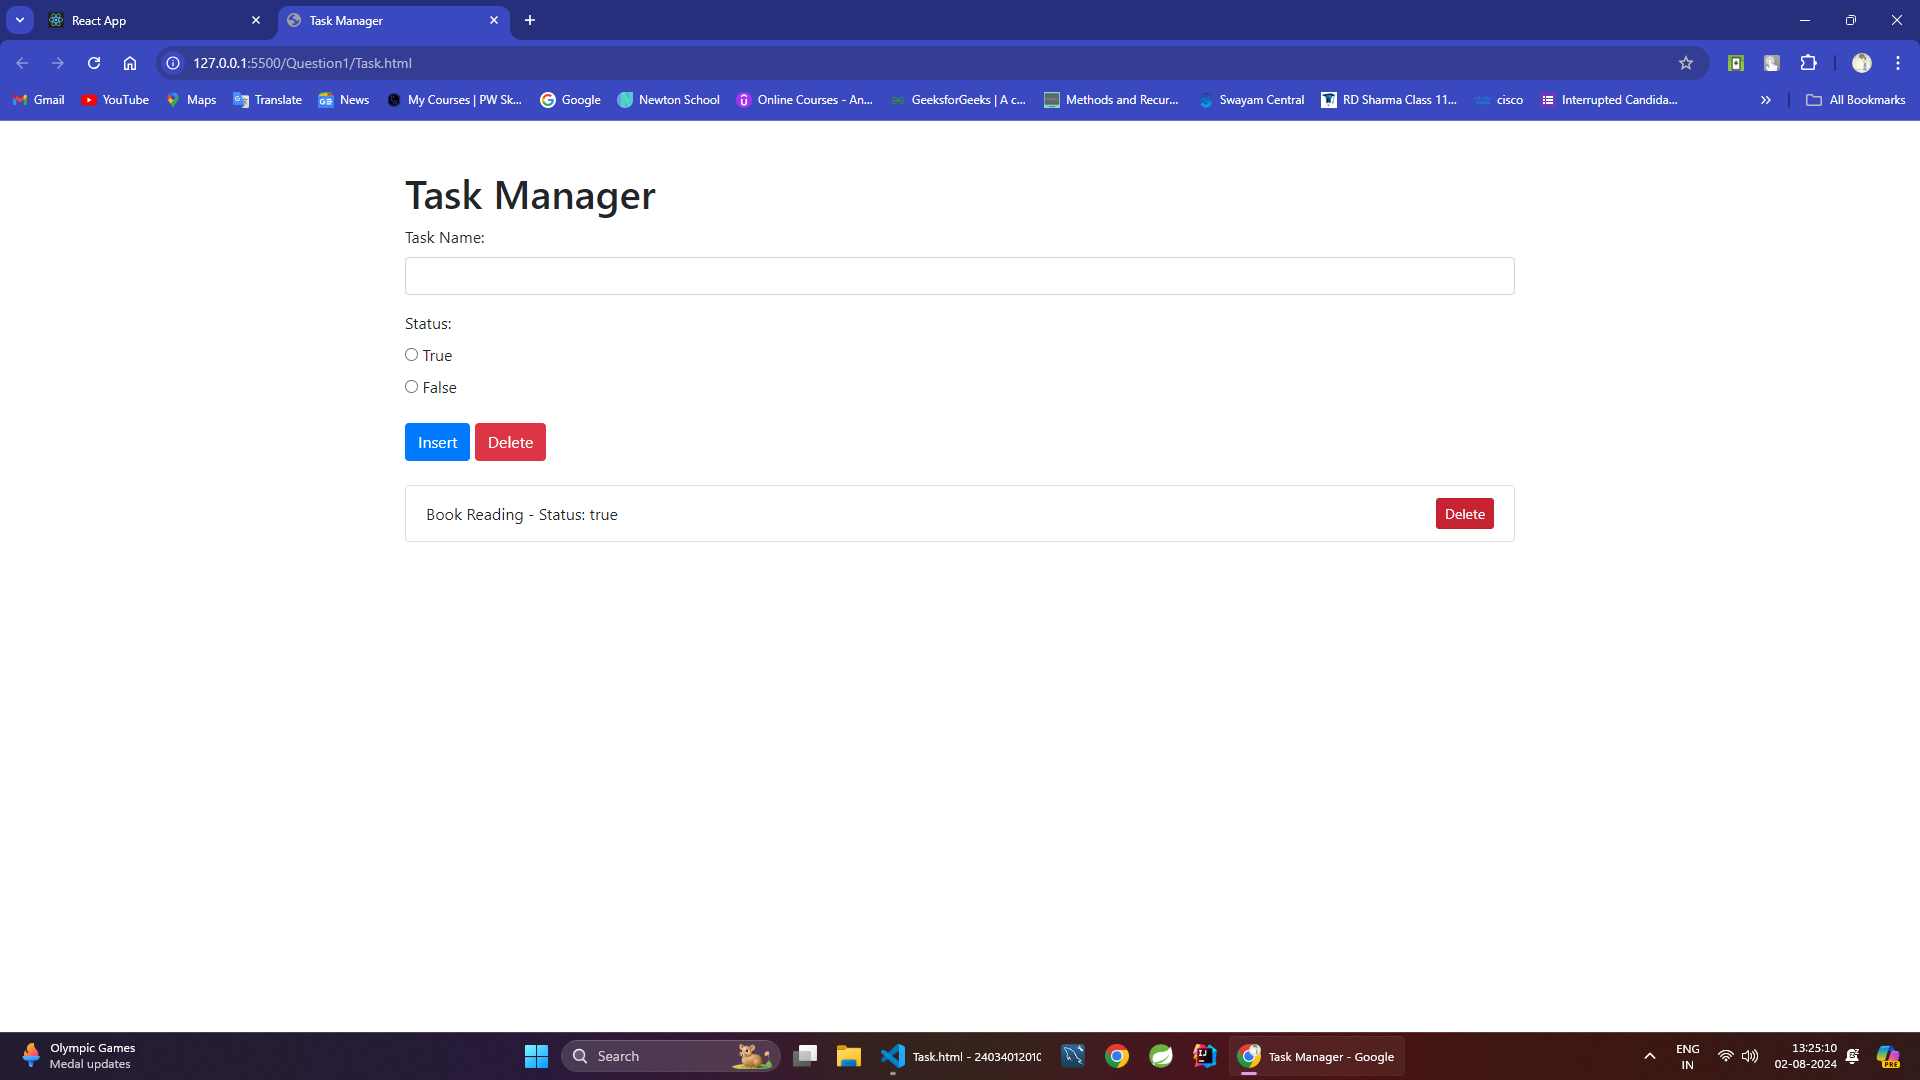 React App
Task Manager
127.0.0.1:5500/Question1/Task.html
Gmail YouTube Maps Translate News My Courses | PW Sk... Google Newton School Online Courses - An... GeeksforGeeks | A c... Methods and Recur... Swayam Central RD Sharma Class 11... cisco Interrupted Candida... All Bookmarks
Task Manager
Task Name:
Status:
True
False
Insert Delete
Book Reading - Status: true Delete
Olympic Games
Medal updates
Search
Task.html - 24034012010
Task Manager - Google
ENG
IN
13:25:10
02-08-2024
PRE